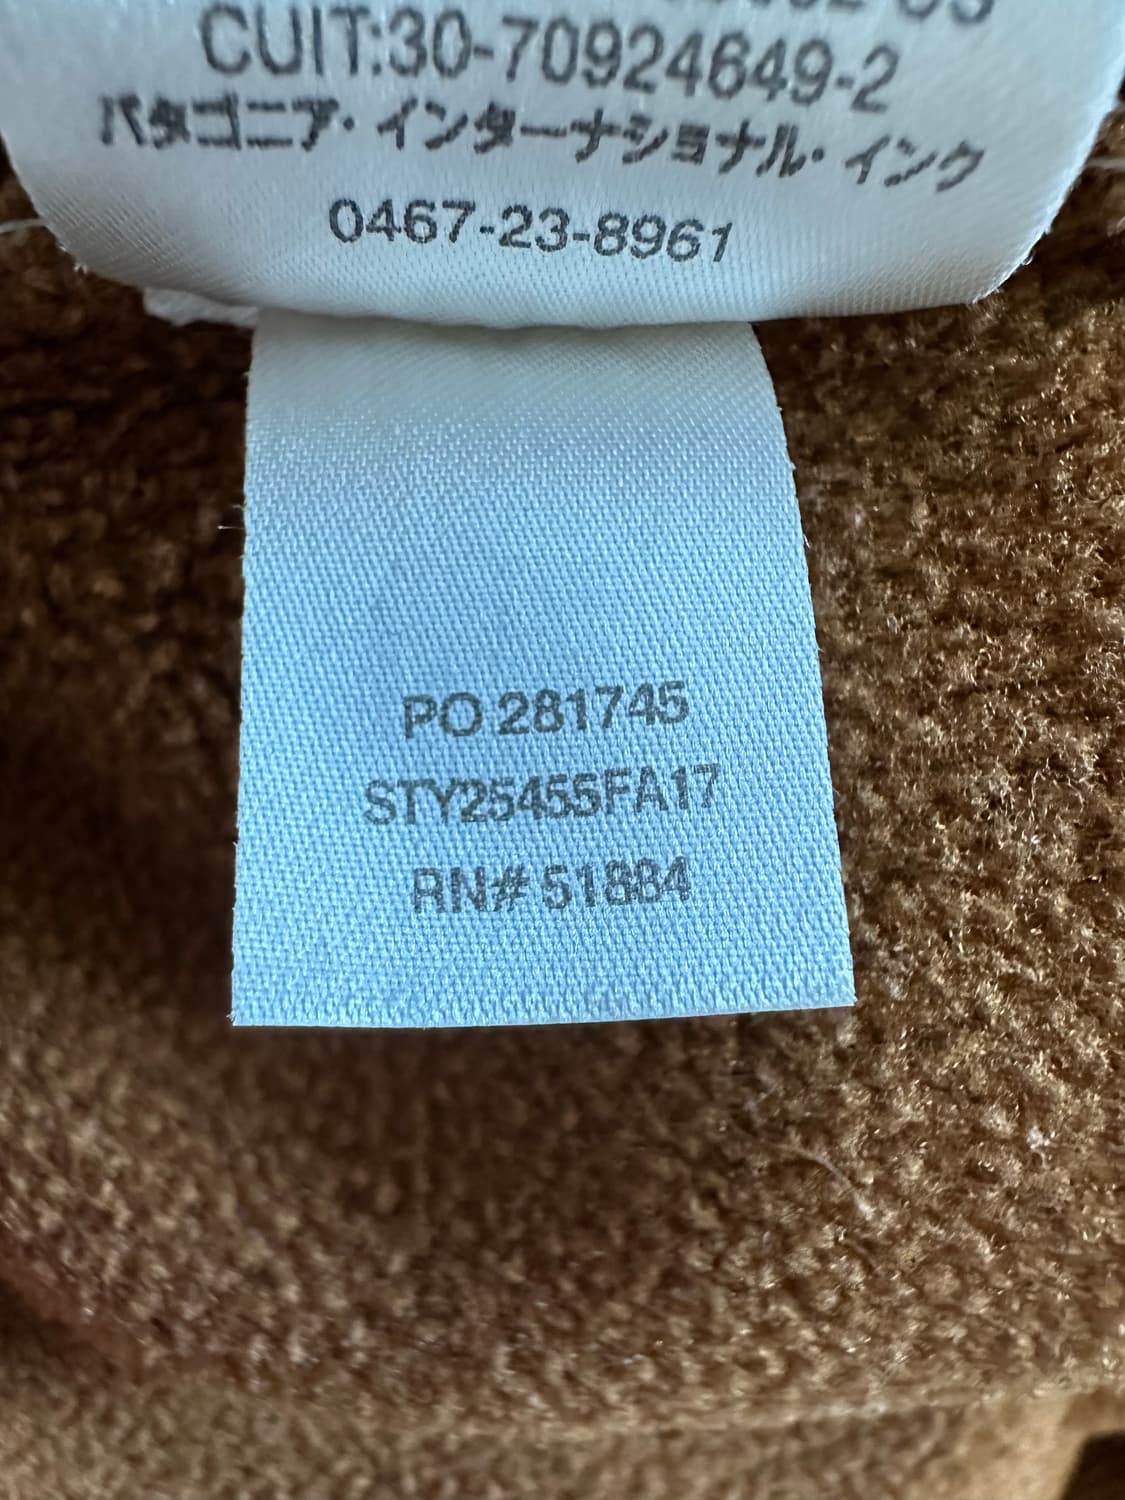 CUIT:30-70924649-2
パタゴニア・インターナショナル・インク
0467-23-8961
PO 281745
STY25455FA17
RN# 51884